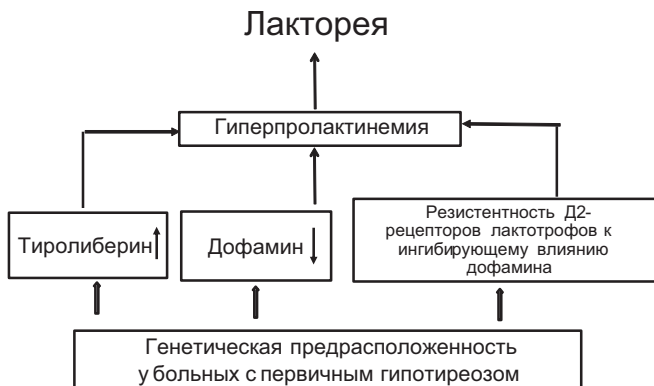 Лакторея
Гиперпролактинемия
Тиролиберин
Дофамин
Резистентность Д2-
рецепторов лактотрофов к
ингибирующему влиянию
дофамина
Генетическая предрасположенность
у больных с первичным гипотиреозом